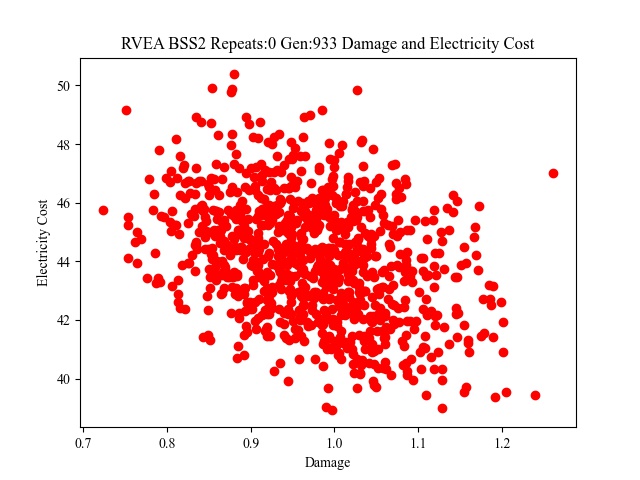 RVEA BSS2 Repeats:0 Gen:933 Damage and Electricity Cost
50
48
46
44
42
40
Electricity Cost
0.7 0.8 0.9 1.0 1.1 1.2
Damage